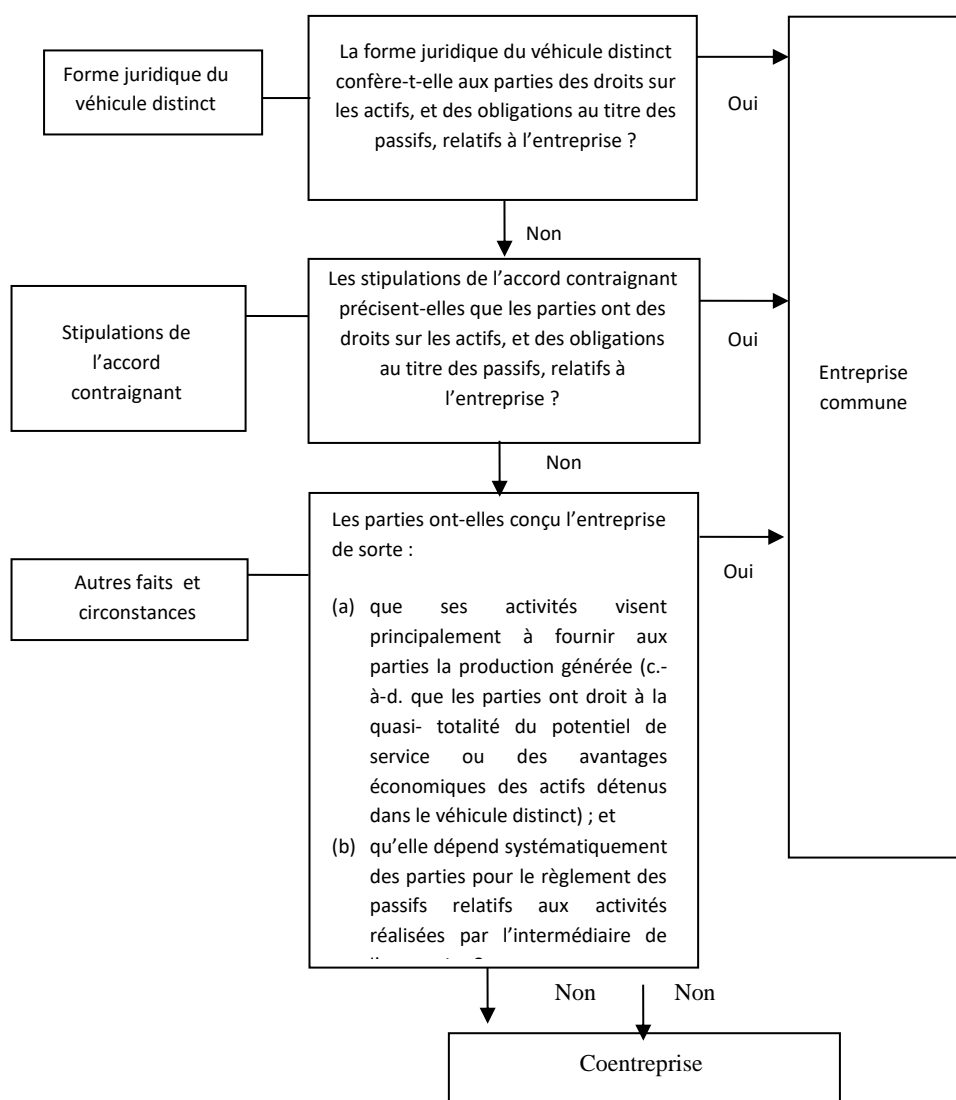 Forme juridique du
véhicule distinct
La forme juridique du véhicule distinct
confère-t-elle aux parties des droits sur
les actifs, et des obligations au titre des
passifs, relatifs à l’entreprise ?
Oui
Non
Stipulations de
l’accord
contraignant
Les stipulations de l’accord contraignant
précisent-elles que les parties ont des
droits sur les actifs, et des obligations
au titre des passifs, relatifs à
l’entreprise ?
Oui
Entreprise
commune
Non
Autres faits et
circonstances
Les parties ont-elles conçu l’entreprise
de sorte :
(a) que ses activités visent
principalement à fournir aux
parties la production générée (c.-
à-d. que les parties ont droit à la
quasi- totalité du potentiel de
service ou des avantages
économiques des actifs détenus
dans le véhicule distinct) ; et
(b) qu’elle dépend systématiquement
des parties pour le règlement des
passifs relatifs aux activités
réalisées par l’intermédiaire de
Oui
Non
Non
Coentreprise